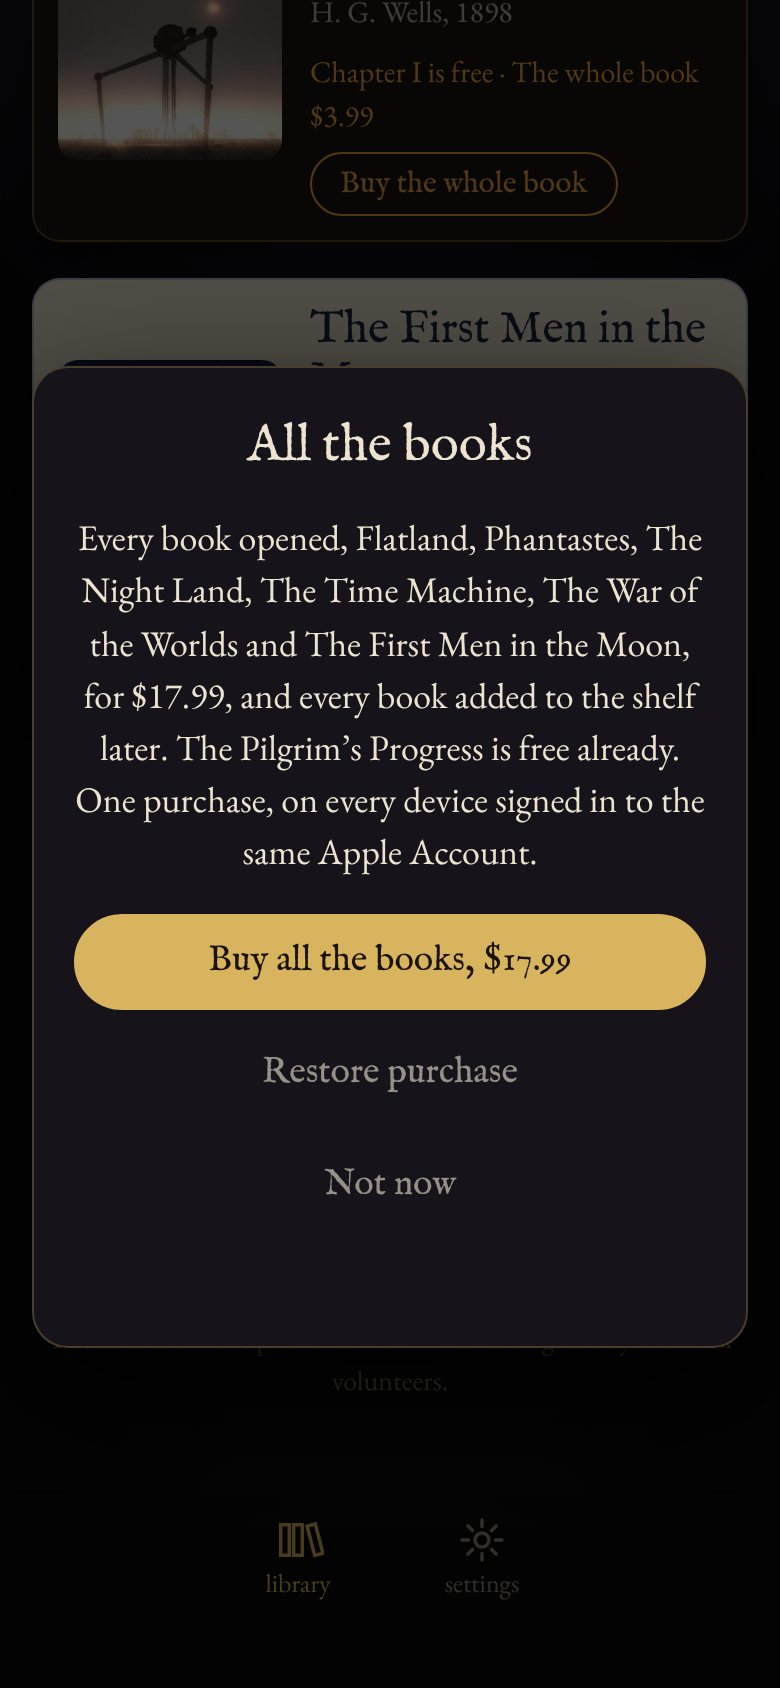 H. G. Wells, 1898
Chapter I is free · The whole book
$3.99
Buy the whole book
The First Men in the
All the books
Every book opened, Flatland, Phantastes, The
Night Land, The Time Machine, The War of
the Worlds and The First Men in the Moon,
for $17.99, and every book added to the shelf
later. The Pilgrim’s Progress is free already.
One purchase, on every device signed in to the
same Apple Account.
Buy all the books, $17.99
Restore purchase
Not now
volunteers.
library
settings